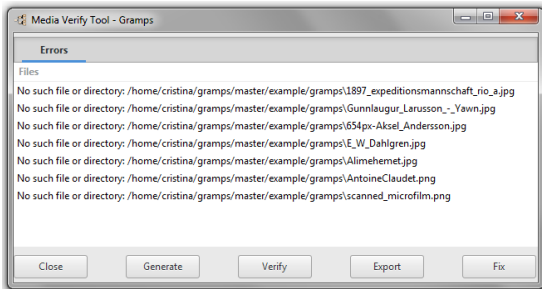 Media Verify Tool - Gramps
Errors
Files
No such file or directory: /home/cristina/gramps/master/example/gramps\1897_expeditionsmannschaft_rio_a.jpg
No such file or directory: /home/cristina/gramps/master/example/gramps\Gunnlaugur_Larusson_-_Yawn.jpg
No such file or directory: /home/cristina/gramps/master/example/gramps\654px-Aksel_Andersson.jpg
No such file or directory: /home/cristina/gramps/master/example/gramps\E_W_Dahlgren.jpg
No such file or directory: /home/cristina/gramps/master/example/gramps\Alimehemet.jpg
No such file or directory: /home/cristina/gramps/master/example/gramps\AntoineClaudet.png
No such file or directory: /home/cristina/gramps/master/example/gramps\scanned_microfilm.png
Close Generate Verify Export Fix